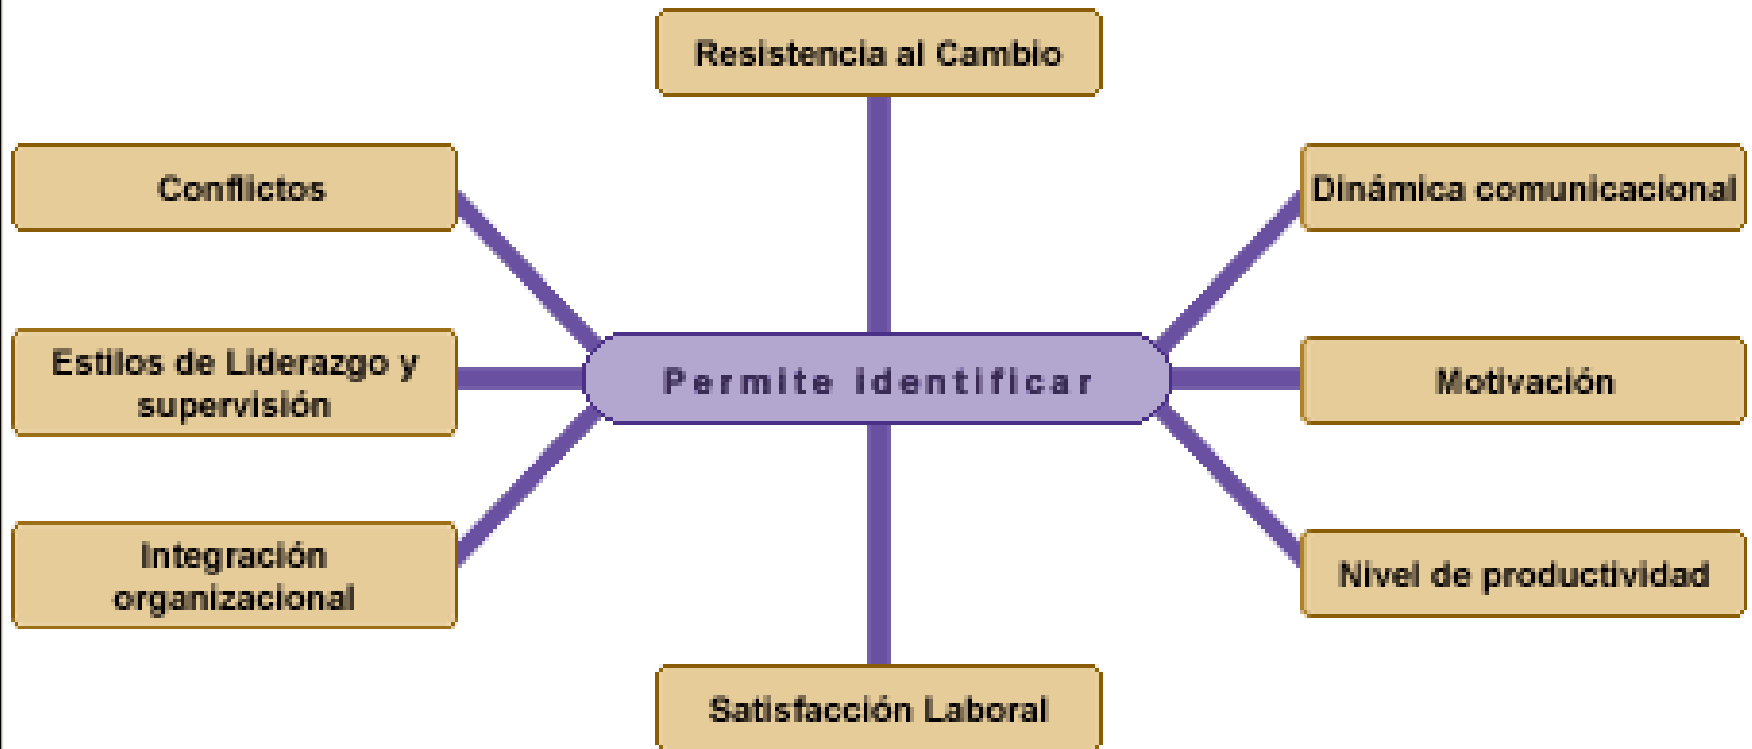 Resistencia al Cambio
Conflictos
Dinámica comunicacional
Estilos de Liderazgo y
supervisión
Permite identificar
Motivación
Integración
organizacional
Nivel de productividad
Satisfacción Laboral